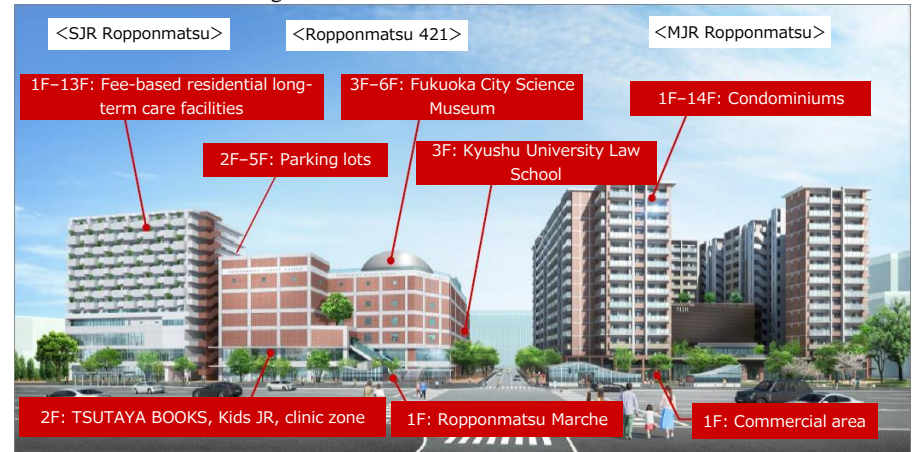 <SJR Ropponmatsu>
<Ropponmatsu 421>
<MJR Ropponmatsu>
1F–13F: Fee-based residential long-
term care facilities
3F–6F: Fukuoka City Science
Museum
1F–14F: Condominiums
2F–5F: Parking lots
3F: Kyushu University Law
School
MJR
2F: TSUTAYA BOOKS, Kids JR, clinic zone
1F: Ropponmatsu Marche
1F: Commercial area